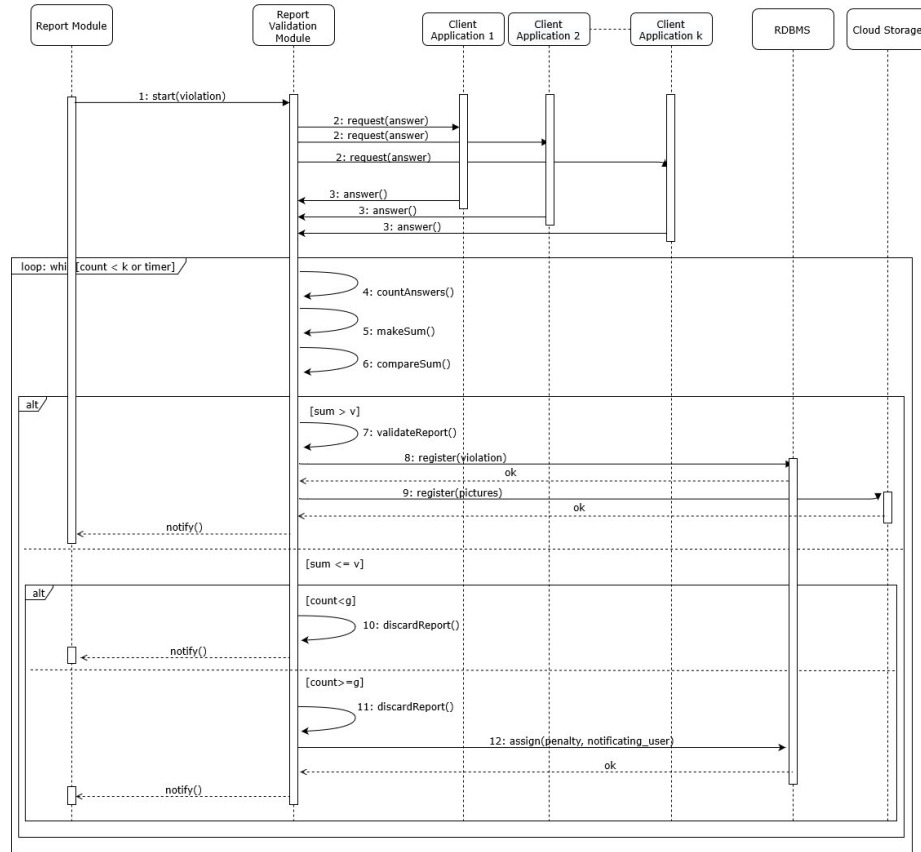 Report Module
Report
Validation
Module
Client
Application 1
Client
Application 2
Client
Application k
RDBMS
Cloud Storage
1: start(violation)
2: request(answer)
2: request(answer)
2: request(answer)
3: answer()
3: answer()
3: answer()
loop: whil [count < k or timer]
4: countAnswers()
5: makeSum()
6: compareSum()
alt
[sum > v]
7: validateReport()
8: register(violation)
ok
9: register(pictures)
ok
notify()
[sum <= v]
alt
[count<g]
10: discardReport()
notify()
[count>=g]
11: discardReport()
12: assign(penalty, notificating_user)
ok
notify()